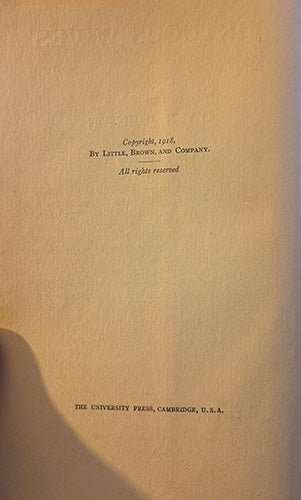 Copyright, 1918,
By Little, Brown, and Company.
All rights reserved
THE UNIVERSITY PRESS, CAMBRIDGE, U. S. A.